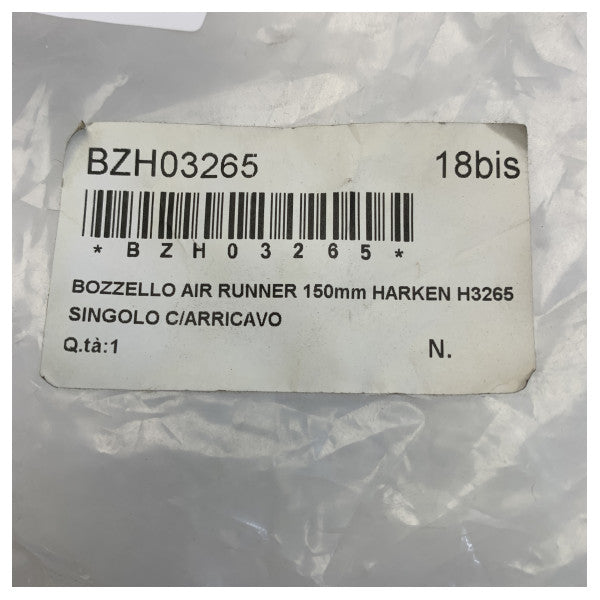 BZH03265 18bis
*BZH03265*
BOZZELLO AIR RUNNER 150mm HARKEN H3265
SINGOLO C/ARRICAVO
Q.tà:1 N.